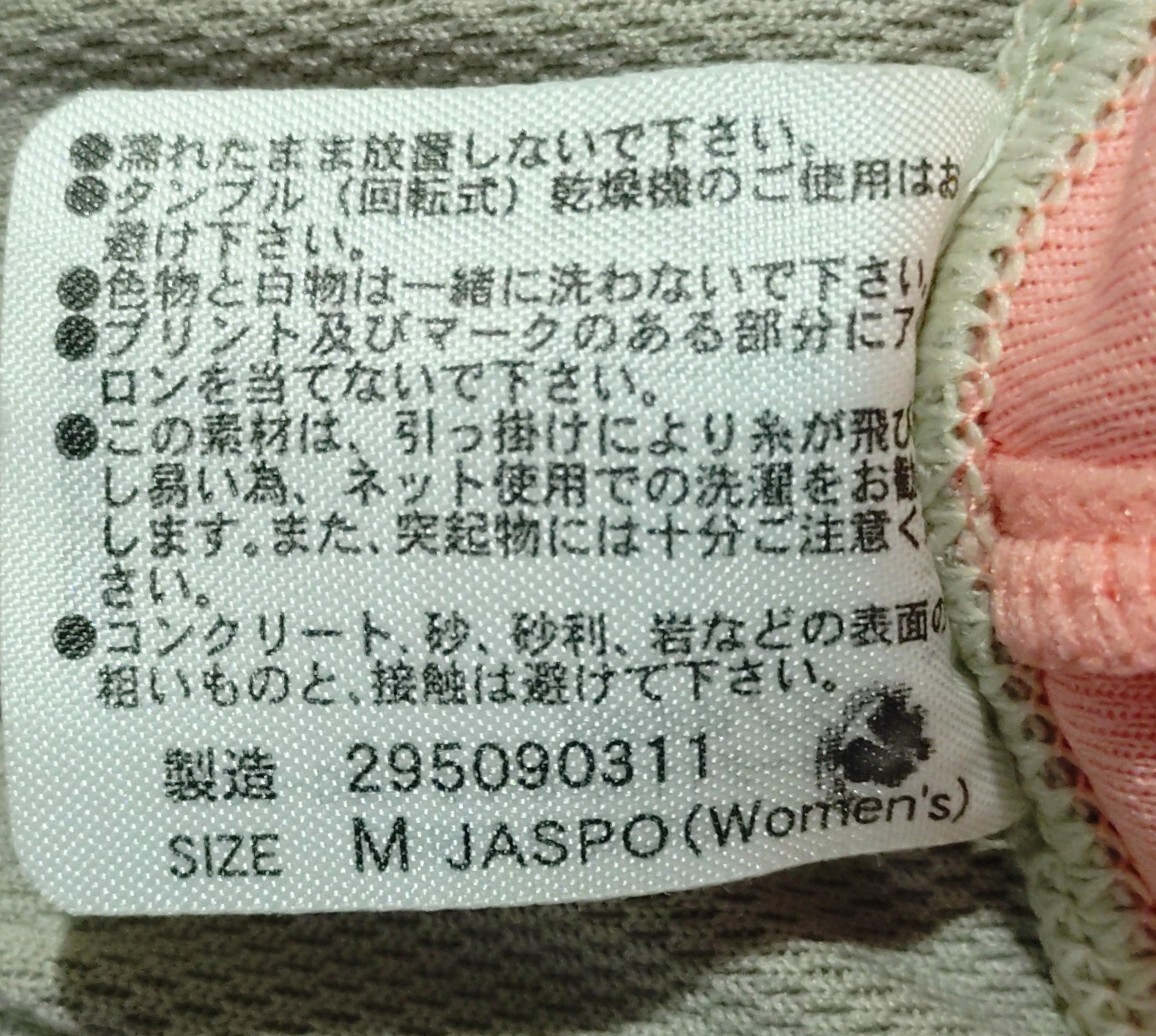 ●濡れたまま放置しないで下さい。
●タンブル（回転式）乾燥機のご使用はお
避け下さい。
●色物と白物は一緒に洗わないで下さい
●プリント及びマークのある部分にア
ロンを当てないで下さい。
●この素材は、引っ掛けにより糸が飛び
し易い為、ネット使用での洗濯をお勧
します。また、突起物には十分ご注意く
さい。
●コンクリート、砂、砂利、岩などの表面の
粗いものと、接触は避けて下さい。
製造 295090311
SIZE M JASPO(Women's)